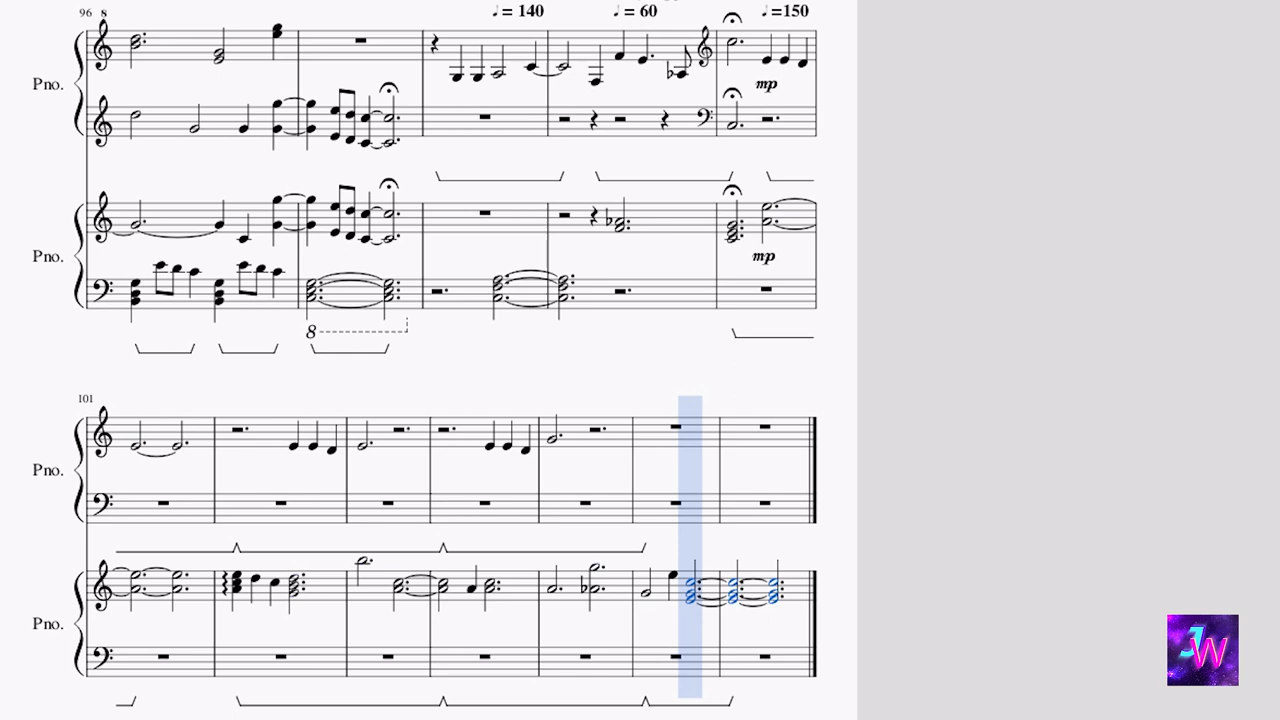 96 8
♩ = 140
♩ = 60
♩ =150
Pno.
mp
Pno.
mp
8
101
Pno.
Pno.
JW